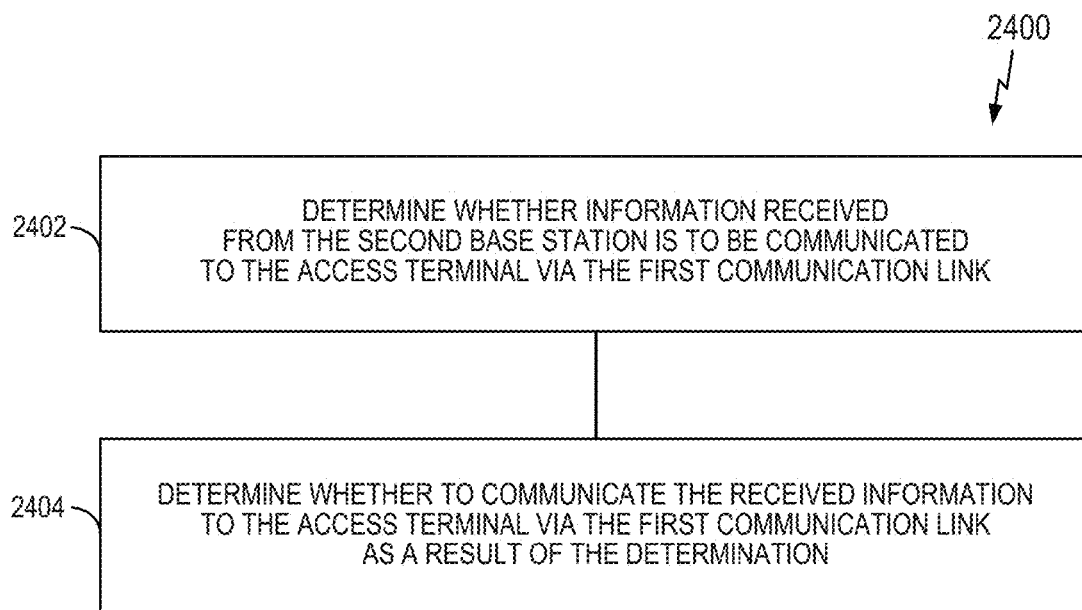 2400
2402
DETERMINE WHETHER INFORMATION RECEIVED
FROM THE SECOND BASE STATION IS TO BE COMMUNICATED
TO THE ACCESS TERMINAL VIA THE FIRST COMMUNICATION LINK
2404
DETERMINE WHETHER TO COMMUNICATE THE RECEIVED INFORMATION
TO THE ACCESS TERMINAL VIA THE FIRST COMMUNICATION LINK
AS A RESULT OF THE DETERMINATION